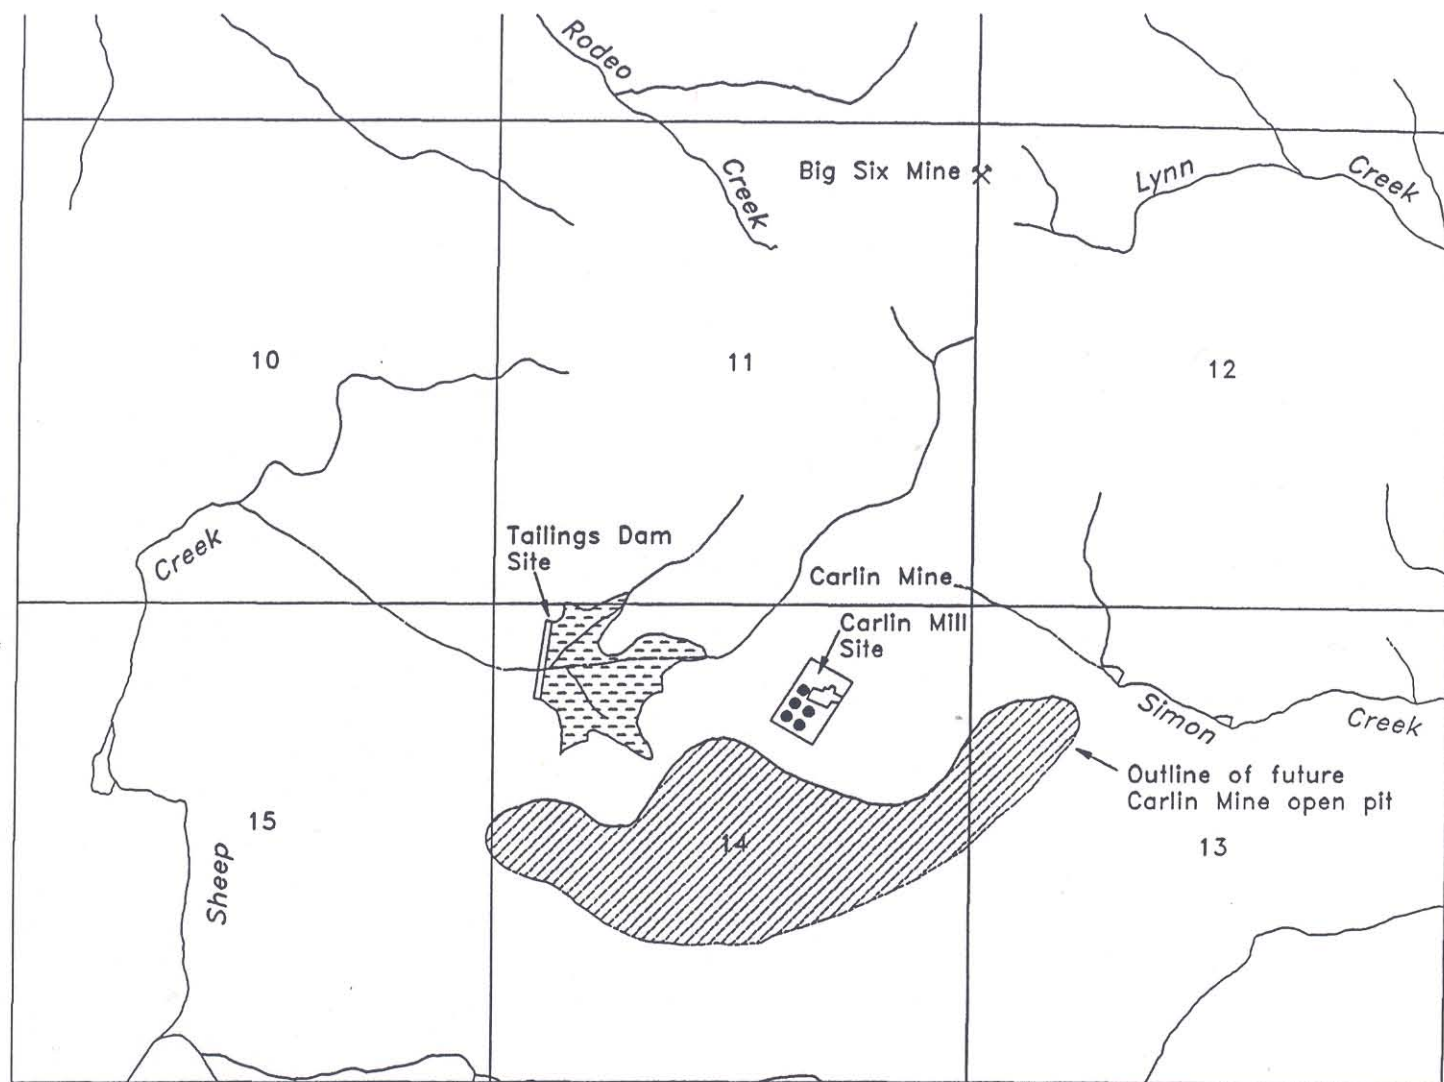 Rodeo
Creek
Big Six Mine
Lynn
Creek
10
11
12
Creek
Tailings Dam
Site
Carlin Mine
Carlin Mill
Site
Simon
Creek
Outline of future
Carlin Mine open pit
15
14
13
Sheep